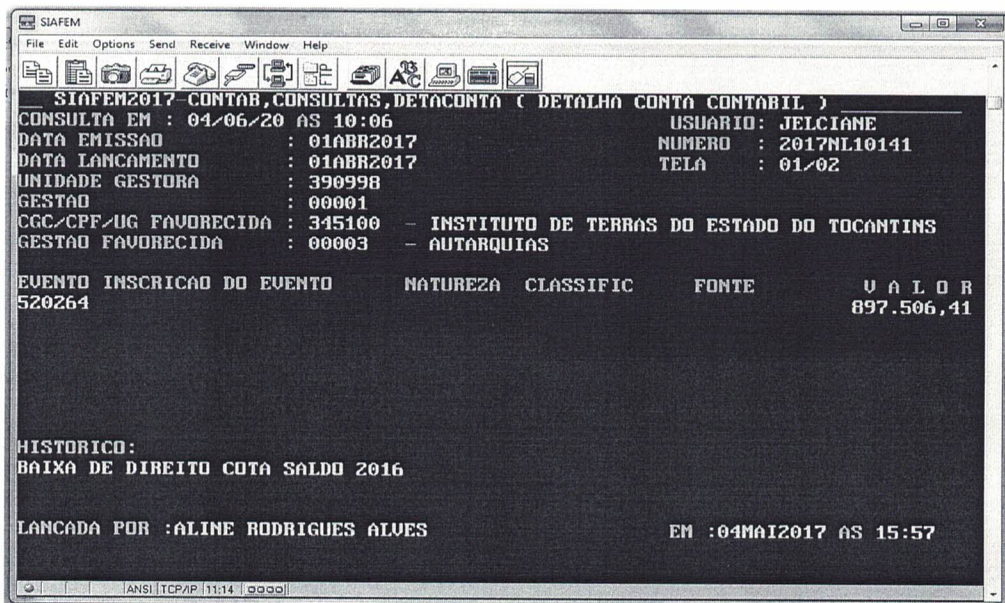 SIAFEM
File Edit Options Send Receive Window Help
__ SIAFEM2017-CONTAB,CONSULTAS,DETACONTA ( DETALHA CONTA CONTABIL ) __________
CONSULTA EM : 04/06/20 AS 10:06 USUARIO: JELCIANE
DATA EMISSAO : 01ABR2017 NUMERO : 2017NL10141
DATA LANCAMENTO : 01ABR2017 TELA : 01/02
UNIDADE GESTORA : 390998
GESTAO : 00001
CGC/CPF/UG FAVORECIDA : 345100 - INSTITUTO DE TERRAS DO ESTADO DO TOCANTINS
GESTAO FAVORECIDA : 00003 - AUTARQUIAS
EVENTO INSCRICAO DO EVENTO NATUREZA CLASSIFIC FONTE V A L O R
520264 897.506,41
HISTORICO:
BAIXA DE DIREITO COTA SALDO 2016
LANCADA POR :ALINE RODRIGUES ALVES EM :04MAI2017 AS 15:57
ANSI TCP/IP 11:14